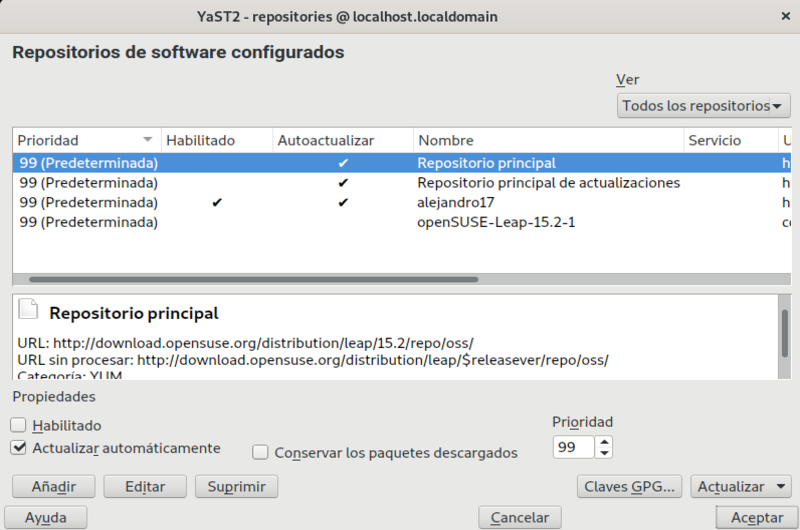 YaST2 - repositories @ localhost.localdomain
Repositorios de software configurados
Ver
Todos los repositorios
Prioridad Habilitado Autoactualizar Nombre Servicio U
99 (Predeterminada) ✔ Repositorio principal h
99 (Predeterminada) ✔ Repositorio principal de actualizaciones h
99 (Predeterminada) ✔ ✔ alejandro17 h
99 (Predeterminada) openSUSE-Leap-15.2-1 c
Repositorio principal
URL: http://download.opensuse.org/distribution/leap/15.2/repo/oss/
URL sin procesar: http://download.opensuse.org/distribution/leap/$releasever/repo/oss/
Categoría: YUM
Propiedades
Habilitado
Prioridad
Actualizar automáticamente
Conservar los paquetes descargados
99
Añadir Editar Suprimir Claves GPG... Actualizar
Ayuda Cancelar Aceptar